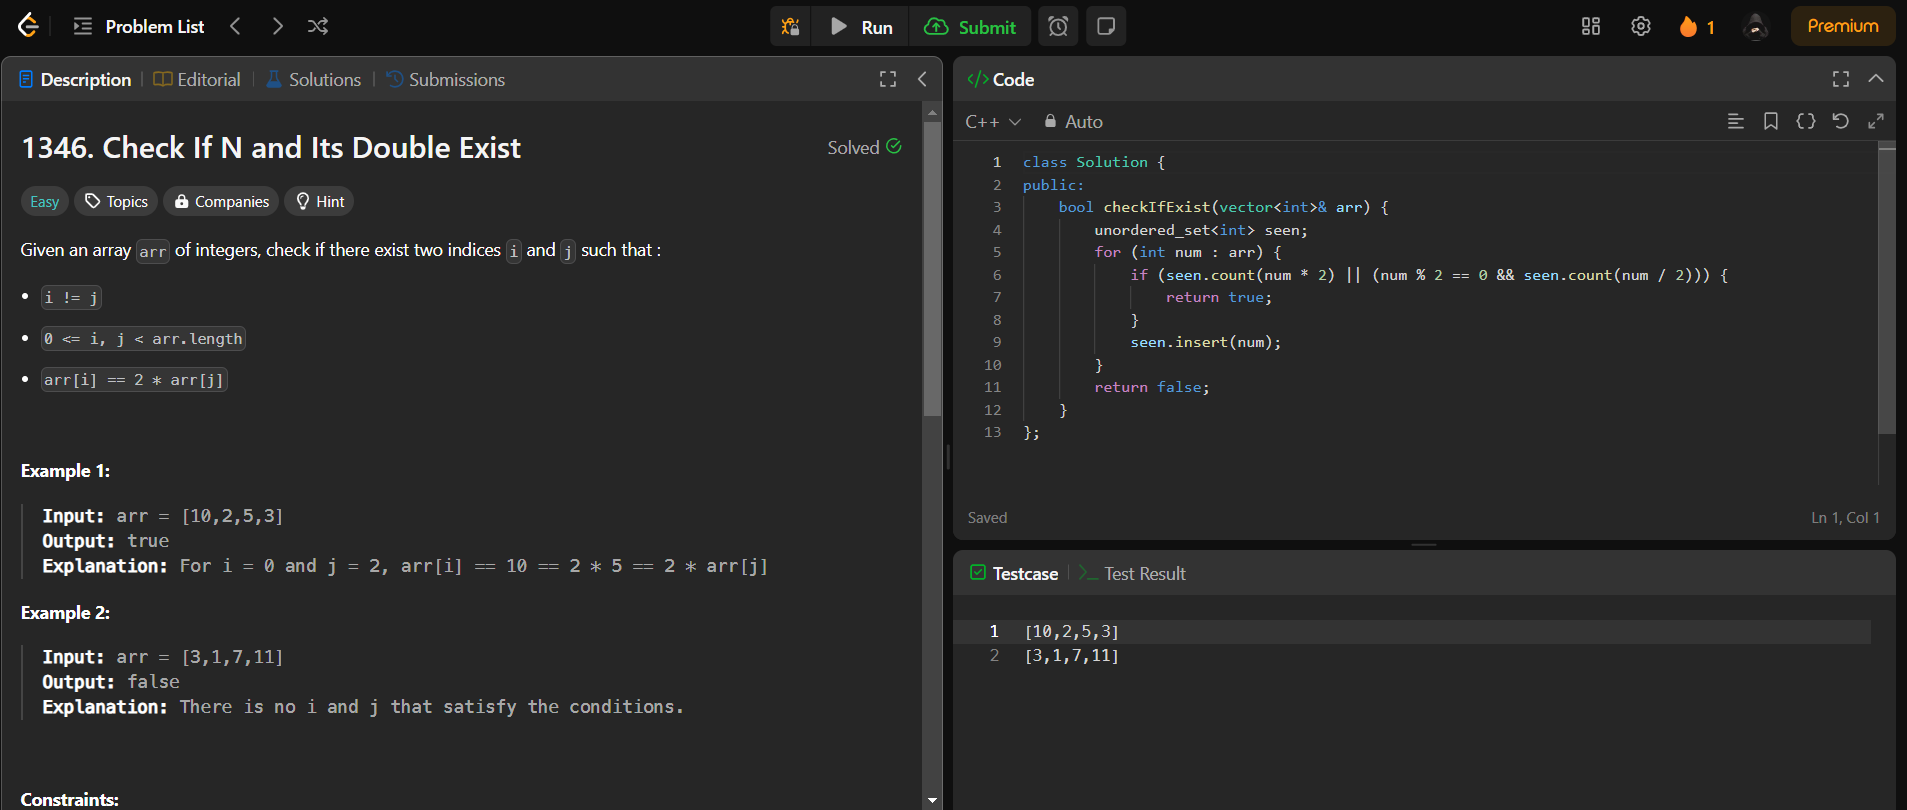 Problem List
Run
Submit
1
Premium
Description
Editorial
Solutions
Submissions
1346. Check If N and Its Double Exist
Solved
Easy
Topics
Companies
Hint
Given an array arr of integers, check if there exist two indices i and j such that :
i != j
0 <= i, j < arr.length
arr[i] == 2 * arr[j]
Example 1:
Input: arr = [10,2,5,3]
Output: true
Explanation: For i = 0 and j = 2, arr[i] == 10 == 2 * 5 == 2 * arr[j]
Example 2:
Input: arr = [3,1,7,11]
Output: false
Explanation: There is no i and j that satisfy the conditions.
Constraints:
</> Code
C++
Auto
1 class Solution {
2 public:
3     bool checkIfExist(vector<int>& arr) {
4         unordered_set<int> seen;
5         for (int num : arr) {
6             if (seen.count(num * 2) || (num % 2 == 0 && seen.count(num / 2))) {
7                 return true;
8             }
9             seen.insert(num);
10         }
11         return false;
12     }
13 };
Saved
Ln 1, Col 1
Testcase
Test Result
1 [10,2,5,3]
2 [3,1,7,11]